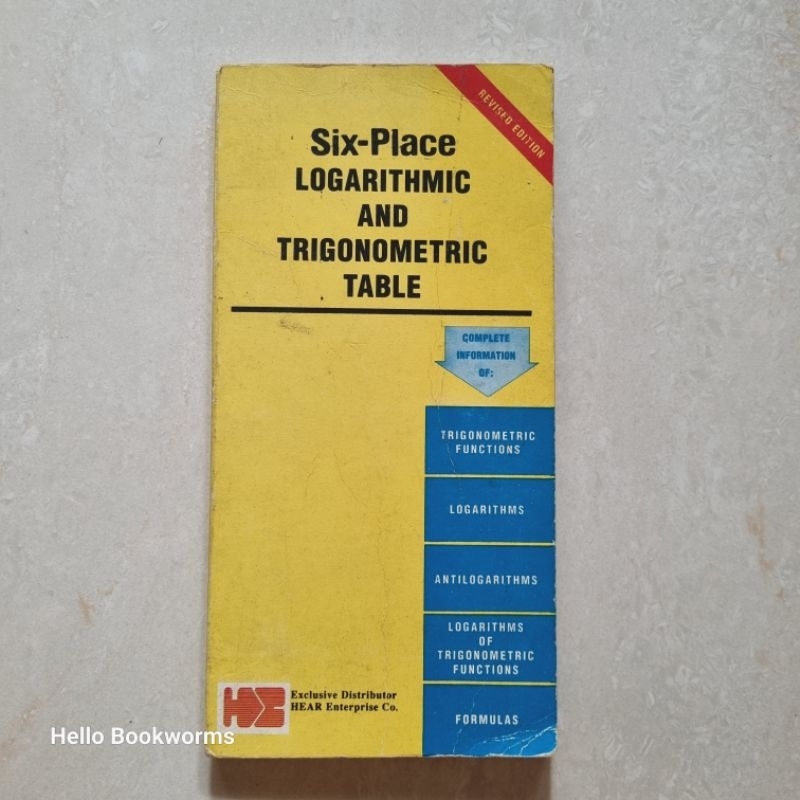 REVISED EDITION
Six-Place
LOGARITHMIC
AND
TRIGONOMETRIC
TABLE
COMPLETE
INFORMATION
OF:
TRIGONOMETRIC
FUNCTIONS
LOGARITHMS
ANTILOGARITHMS
LOGARITHMS
OF
TRIGONOMETRIC
FUNCTIONS
FORMULAS
HE
Exclusive Distributor
HEAR Enterprise Co.
Hello Bookworms